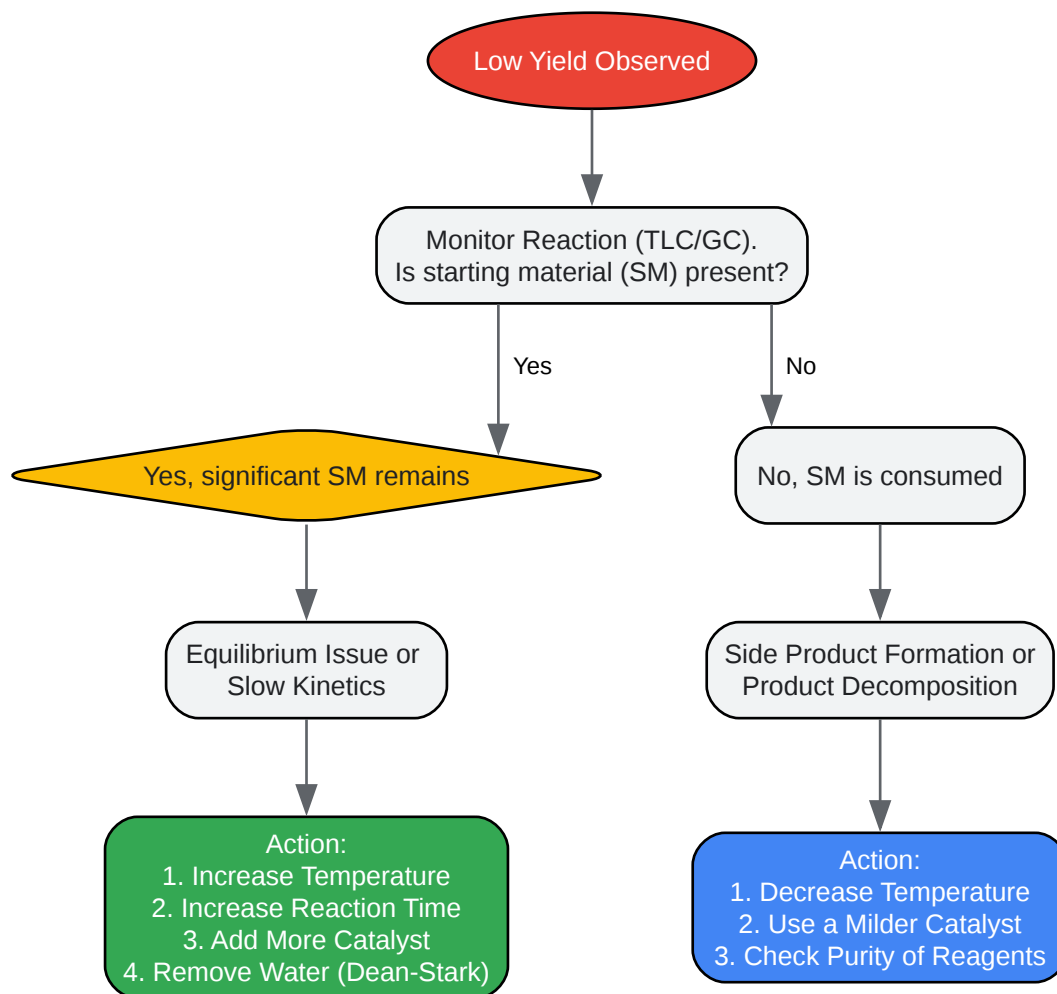 Low Yield Observed
Monitor Reaction (TLC/GC).
Is starting material (SM) present?
Yes
No
Yes, significant SM remains
No, SM is consumed
Equilibrium Issue or
Slow Kinetics
Side Product Formation or
Product Decomposition
Action:
1. Increase Temperature
2. Increase Reaction Time
3. Add More Catalyst
4. Remove Water (Dean-Stark)
Action:
1. Decrease Temperature
2. Use a Milder Catalyst
3. Check Purity of Reagents